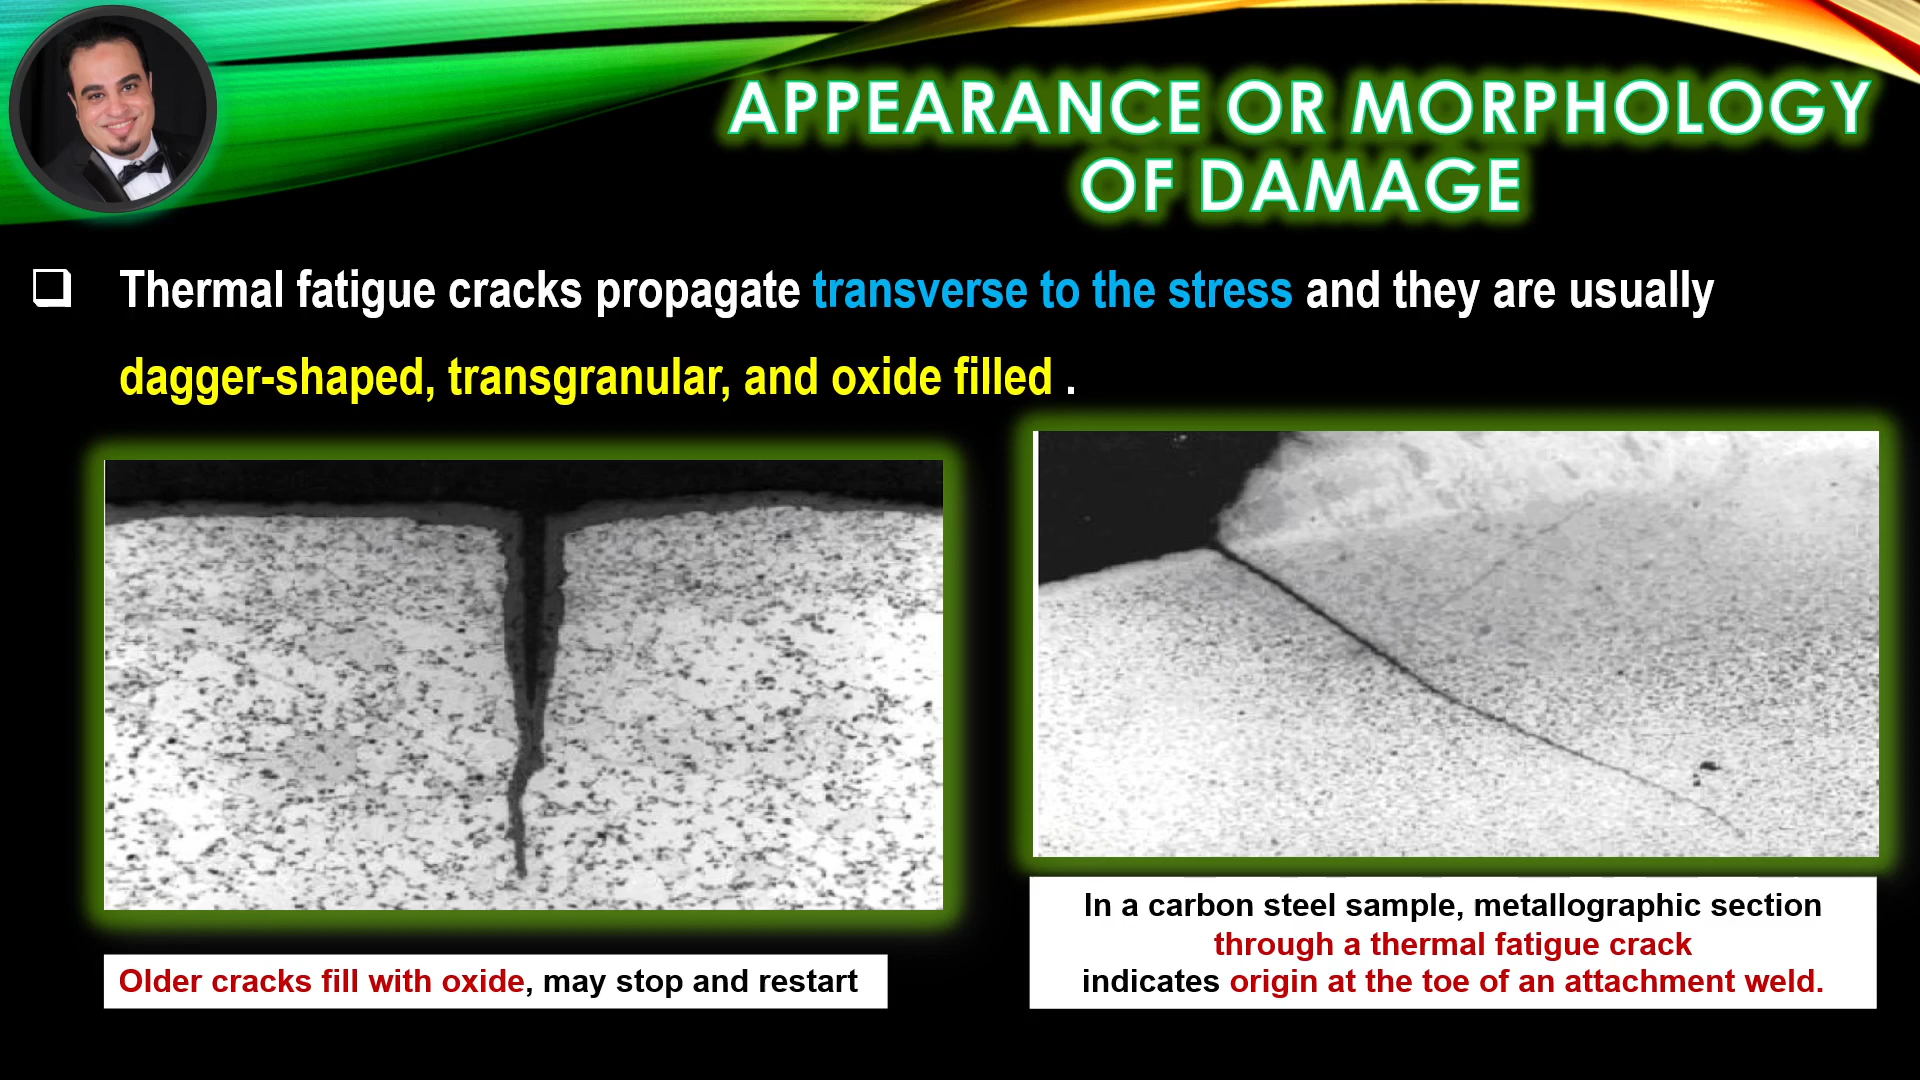 APPEARANCE OR MORPHOLOGY
OF DAMAGE
Thermal fatigue cracks propagate transverse to the stress and they are usually
dagger-shaped, transgranular, and oxide filled .
Older cracks fill with oxide, may stop and restart
In a carbon steel sample, metallographic section
through a thermal fatigue crack
indicates origin at the toe of an attachment weld.